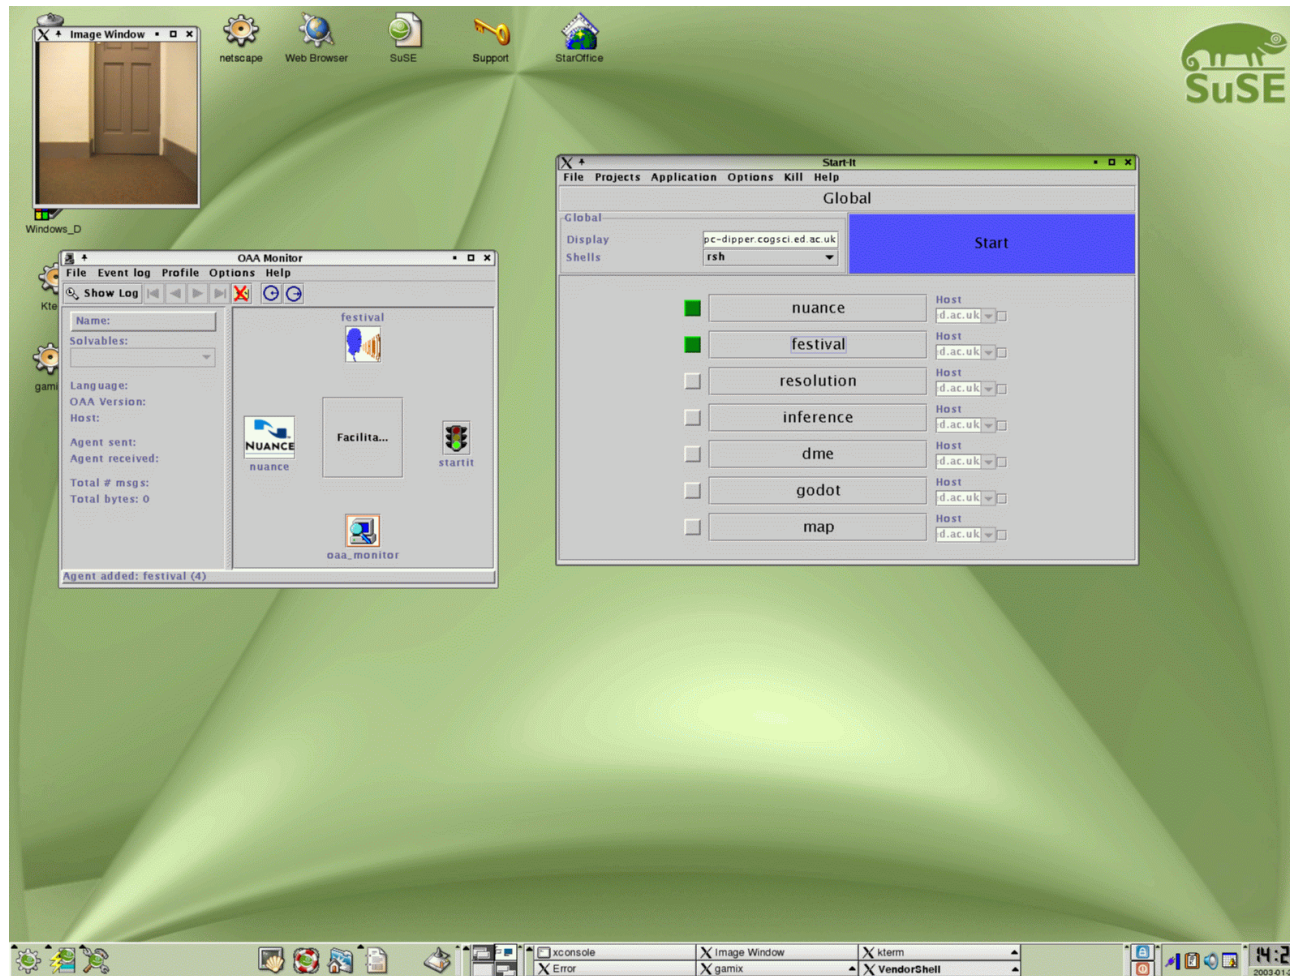 Image Window
netscape
Web Browser
SuSE
Support
StarOffice
SuSE
Windows_D
OAA Monitor
File Event log Profile Options Help
Show Log
Name:
Solvables:
Language:
OAA Version:
Host:
Agent sent:
Agent received:
Total # msgs:
Total bytes: 0
festival
NUANCE
nuance
Facilita...
startit
oaa_monitor
Agent added: festival (4)
Start-It
File Projects Application Options Kill Help
Global
Global
Display pc-dipper.cogsci.ed.ac.uk
Shells rsh
Start
nuance Host
d.ac.uk
festival Host
d.ac.uk
resolution Host
d.ac.uk
inference Host
d.ac.uk
dme Host
d.ac.uk
godot Host
d.ac.uk
map Host
d.ac.uk
xconsole Image Window kterm
Error gamix VendorShell
14:2